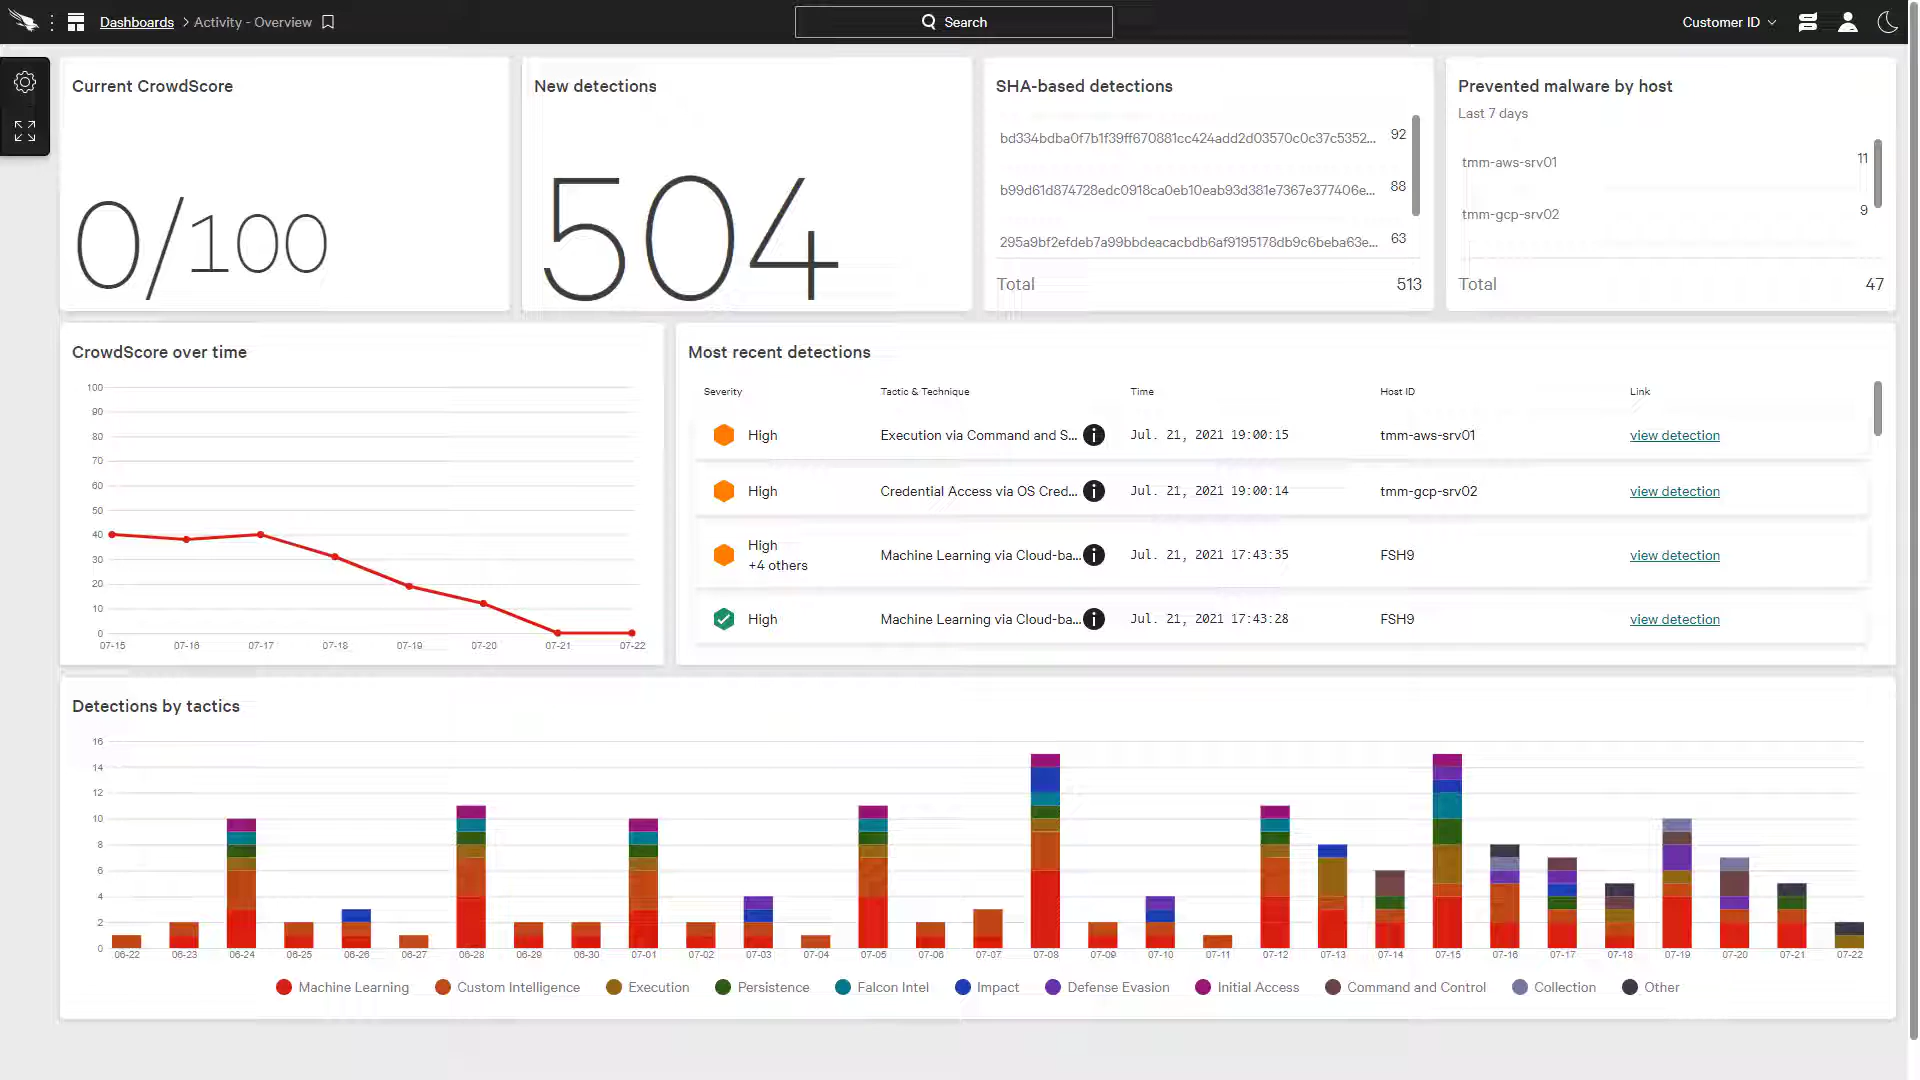 Dashboards > Activity - Overview
Search
Customer ID
Current CrowdScore
0/100
New detections
504
SHA-based detections
bd334bdba0f7b1f39ff670881cc424add2d03570c0c37c5352... 92
b99d61d874728edc0918ca0eb10eab93d381e7367e377406e... 88
295a9bf2efdeb7a99bbdeacacbdb6af9195178db9c6beba63e... 63
Total 513
Prevented malware by host
Last 7 days
tmm-aws-srv01 11
tmm-gcp-srv02 9
Total 47
CrowdScore over time
100
90
80
70
60
50
40
30
20
10
0
07-15 07-16 07-17 07-18 07-19 07-20 07-21 07-22
Most recent detections
Severity Tactic & Technique Time Host ID Link
High Execution via Command and S... Jul. 21, 2021 19:00:15 tmm-aws-srv01 view detection
High Credential Access via OS Cred... Jul. 21, 2021 19:00:14 tmm-gcp-srv02 view detection
High +4 others Machine Learning via Cloud-ba... Jul. 21, 2021 17:43:35 FSH9 view detection
High Machine Learning via Cloud-ba... Jul. 21, 2021 17:43:28 FSH9 view detection
Detections by tactics
16
14
12
10
8
6
4
2
0
06-22 06-23 06-24 06-25 06-26 06-27 06-28 06-29 06-30 07-01 07-02 07-03 07-04 07-05 07-06 07-07 07-08 07-09 07-10 07-11 07-12 07-13 07-14 07-15 07-16 07-17 07-18 07-19 07-20 07-21 07-22
Machine Learning Custom Intelligence Execution Persistence Falcon Intel Impact Defense Evasion Initial Access Command and Control Collection Other